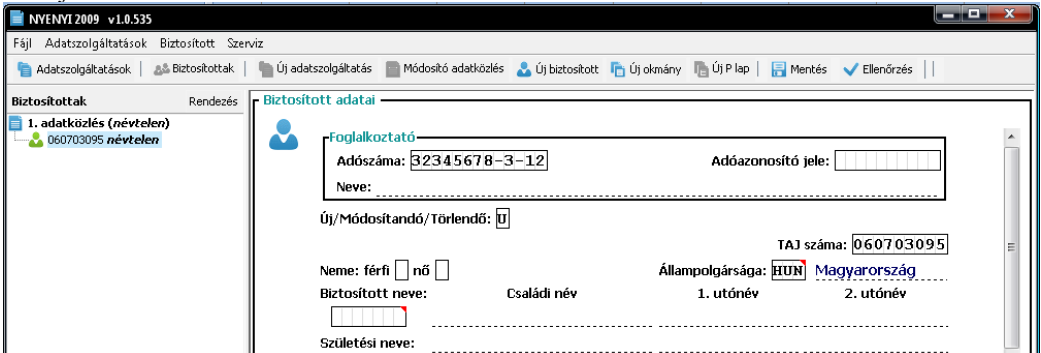 NYENYI 2009 v1.0.535
Fájl Adatszolgáltatások Biztosított Szerviz
Adatszolgáltatások Biztosítottak Új adatszolgáltatás Módosító adatközlés Új biztosított Új okmány Új P lap Mentés Ellenőrzés
Biztosítottak Rendezés
1. adatközlés (névtelen)
060703095 névtelen
Biztosított adatai
Foglalkoztató
Adószáma: 32345678-3-12 Adóazonosító jele:
Neve:
Új/Módosítandó/Törlendő: U
TAJ száma: 060703095
Neme: férfi nő Állampolgársága: HUN Magyarország
Biztosított neve: Családi név 1. utónév 2. utónév
Születési neve: